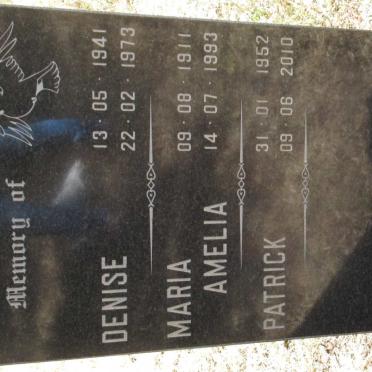 Memory of
DENISE 13 · 05 · 1941
22 · 02 · 1973
MARIA 09 · 08 · 1911
AMELIA 14 · 07 · 1993
PATRICK 31 · 01 · 1952
09 · 06 · 2010